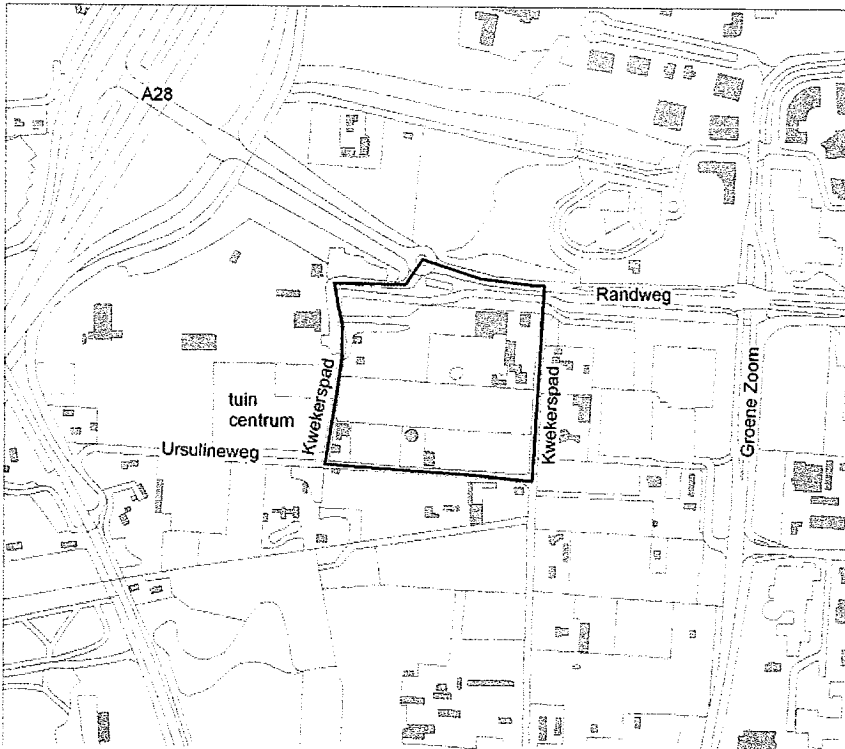 A28
Randweg
Kwekerspad
Kwekerspad
Groene Zoom
tuin
centrum
Ursulineweg